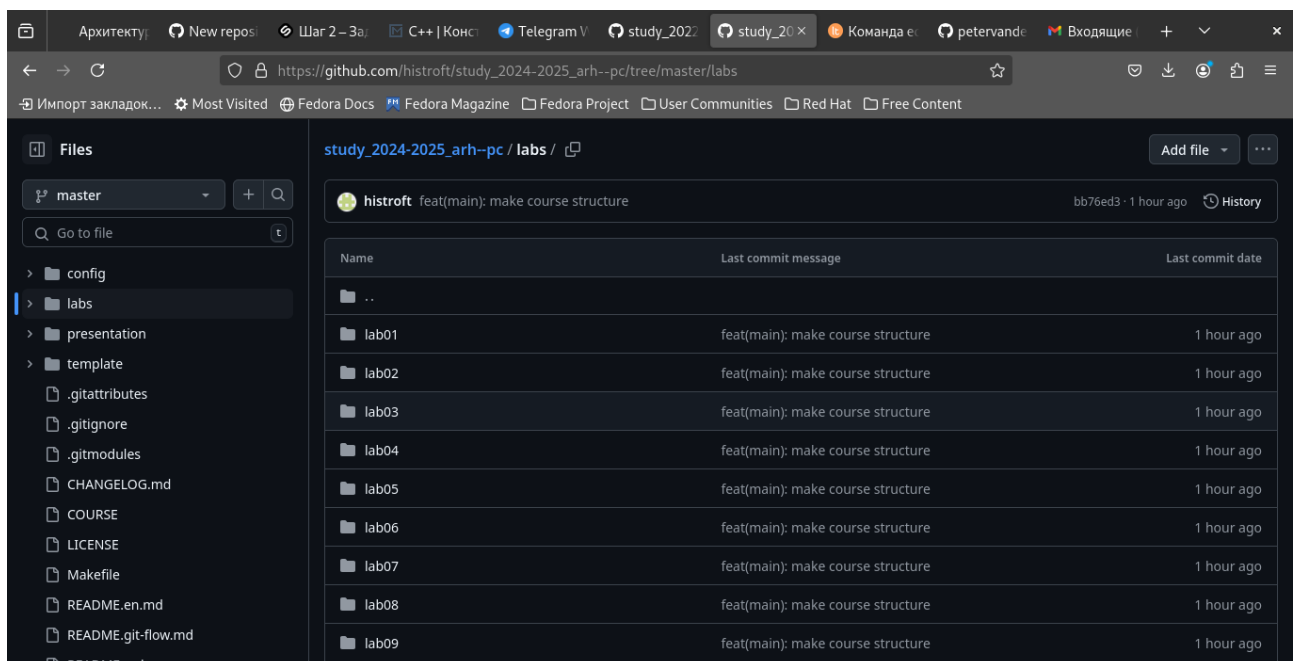 Архитектур New reposi Шаг 2 – Зад C++ | Конст Telegram W study_2022 study_20 Команда ec petervande Входящие (
https://github.com/histroft/study_2024-2025_arh--pc/tree/master/labs
Импорт закладок... Most Visited Fedora Docs Fedora Magazine Fedora Project User Communities Red Hat Free Content
Files
master
Go to file t
config
labs
presentation
template
.gitattributes
.gitignore
.gitmodules
CHANGELOG.md
COURSE
LICENSE
Makefile
README.en.md
README.git-flow.md
study_2024-2025_arh--pc / labs /
Add file
histroft feat(main): make course structure bb76ed3 · 1 hour ago History
Name Last commit message Last commit date
..
lab01 feat(main): make course structure 1 hour ago
lab02 feat(main): make course structure 1 hour ago
lab03 feat(main): make course structure 1 hour ago
lab04 feat(main): make course structure 1 hour ago
lab05 feat(main): make course structure 1 hour ago
lab06 feat(main): make course structure 1 hour ago
lab07 feat(main): make course structure 1 hour ago
lab08 feat(main): make course structure 1 hour ago
lab09 feat(main): make course structure 1 hour ago